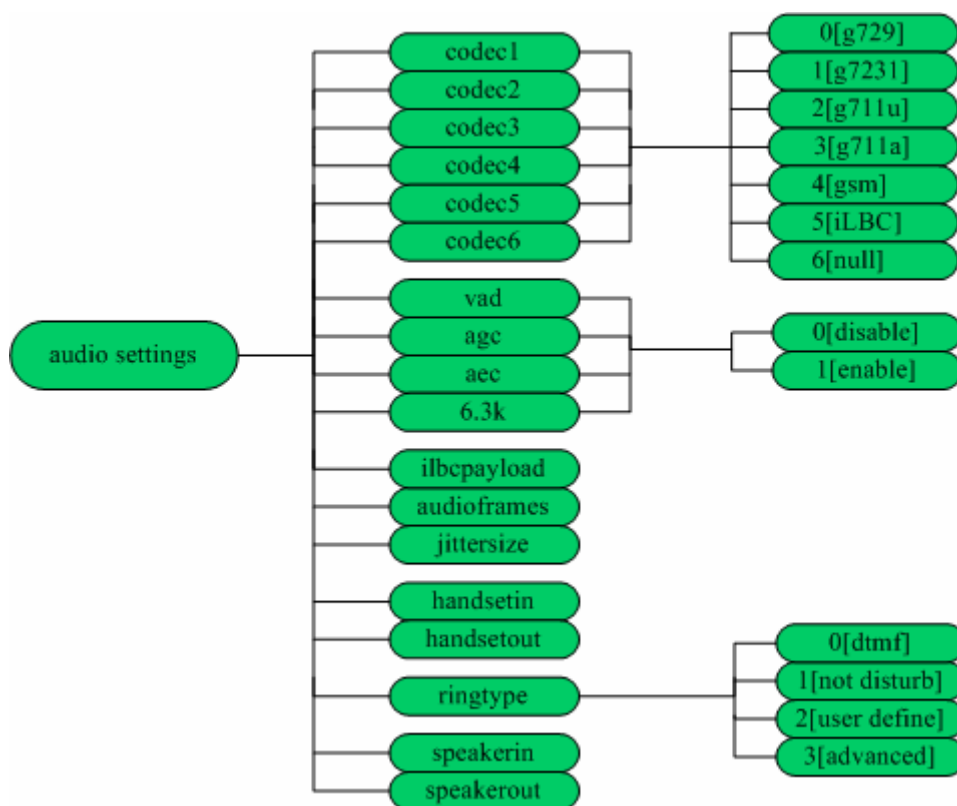 audio settings
codec1
codec2
codec3
codec4
codec5
codec6
0[g729]
1[g7231]
2[g711u]
3[g711a]
4[gsm]
5[iLBC]
6[null]
vad
agc
aec
6.3k
0[disable]
1[enable]
ilbcpayload
audioframes
jittersize
handsetin
handsetout
ringtype
0[dtmf]
1[not disturb]
2[user define]
3[advanced]
speakerin
speakerout